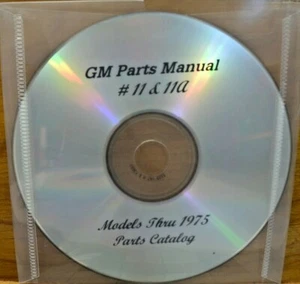 GM Parts Manual
# 11 & 11A
Models Thru 1975
Parts Catalog